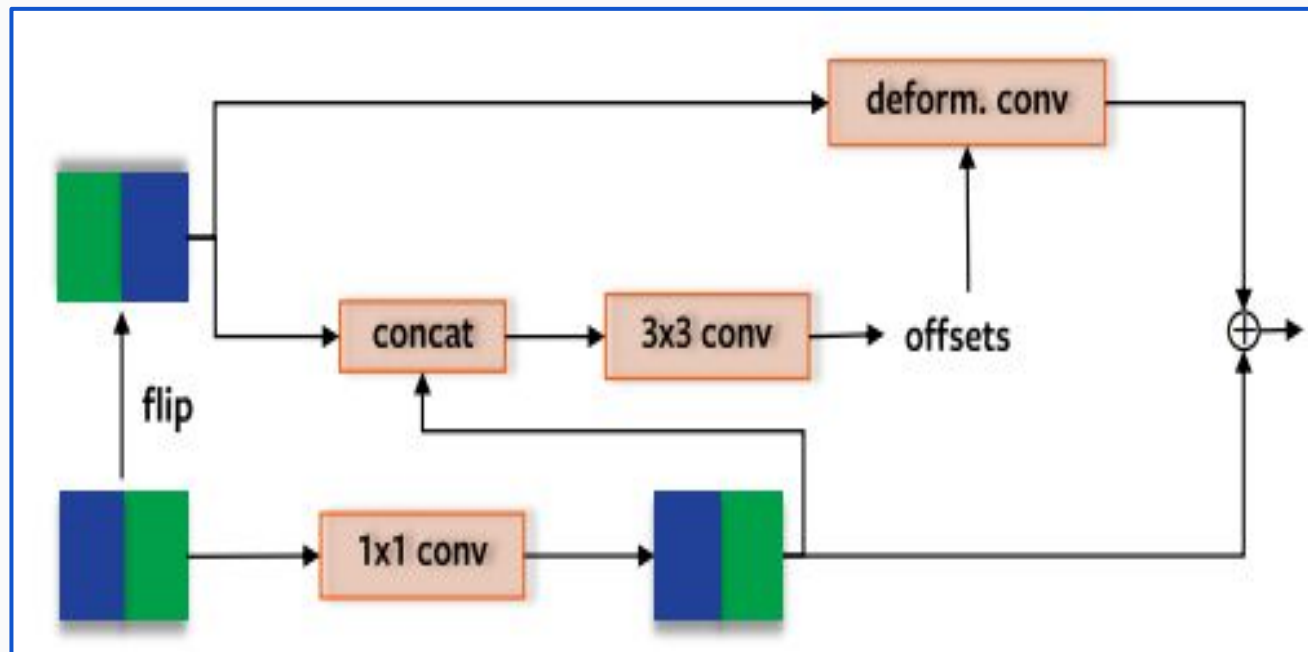 deform. conv
concat
3x3 conv
offsets
flip
1x1 conv